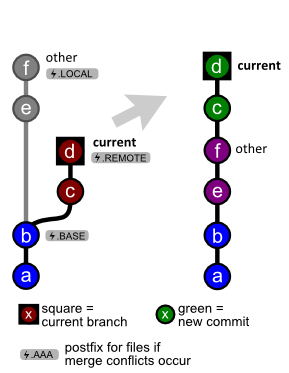 f
other
⚡.LOCAL
e
d
current
⚡.REMOTE
c
b
⚡.BASE
a
d
current
c
f
other
e
b
a
x square =
current branch
x green =
new commit
⚡.AAA postfix for files if
merge conflicts occur